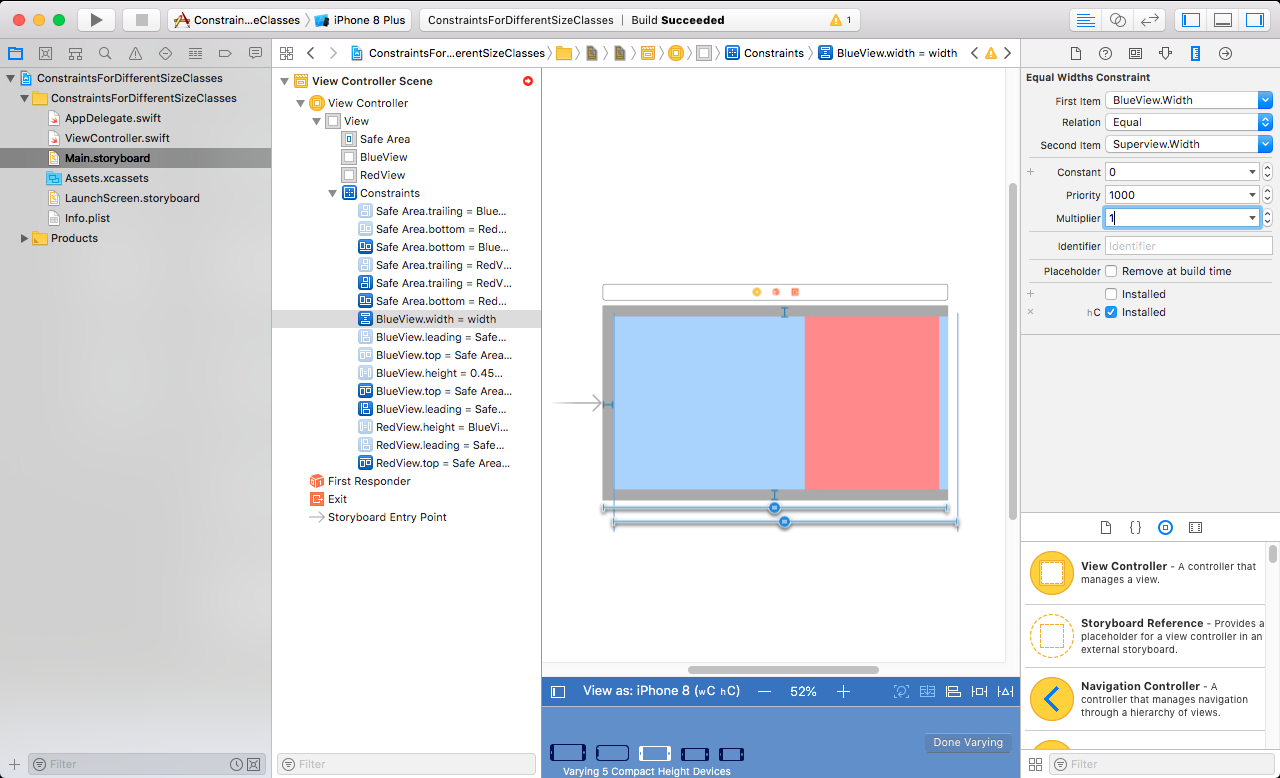 Constrain...eClasses
iPhone 8 Plus
ConstraintsForDifferentSizeClasses | Build Succeeded
1
ConstraintsFor...erentSizeClasses
Constraints
BlueView.width = width
ConstraintsForDifferentSizeClasses
ConstraintsForDifferentSizeClasses
AppDelegate.swift
ViewController.swift
Main.storyboard
Assets.xcassets
LaunchScreen.storyboard
Info.plist
Products
Filter
View Controller Scene
View Controller
View
Safe Area
BlueView
RedView
Constraints
Safe Area.trailing = Blue...
Safe Area.bottom = Red...
Safe Area.bottom = Blue...
Safe Area.trailing = RedV...
Safe Area.trailing = RedV...
Safe Area.bottom = Red...
BlueView.width = width
BlueView.leading = Safe...
BlueView.top = Safe Area...
BlueView.height = 0.45...
BlueView.top = Safe Area...
BlueView.leading = Safe...
RedView.height = BlueVi...
RedView.leading = Safe...
RedView.top = Safe Area...
First Responder
Exit
Storyboard Entry Point
Filter
View as: iPhone 8 (wC hC)
52%
Done Varying
Varying 5 Compact Height Devices
Equal Widths Constraint
First Item BlueView.Width
Relation Equal
Second Item Superview.Width
Constant 0
Priority 1000
Multiplier 1
Identifier Identifier
Placeholder Remove at build time
Installed
hC Installed
View Controller - A controller that
manages a view.
Storyboard Reference - Provides a
placeholder for a view controller in an
external storyboard.
Navigation Controller - A
controller that manages navigation
through a hierarchy of views.
Filter